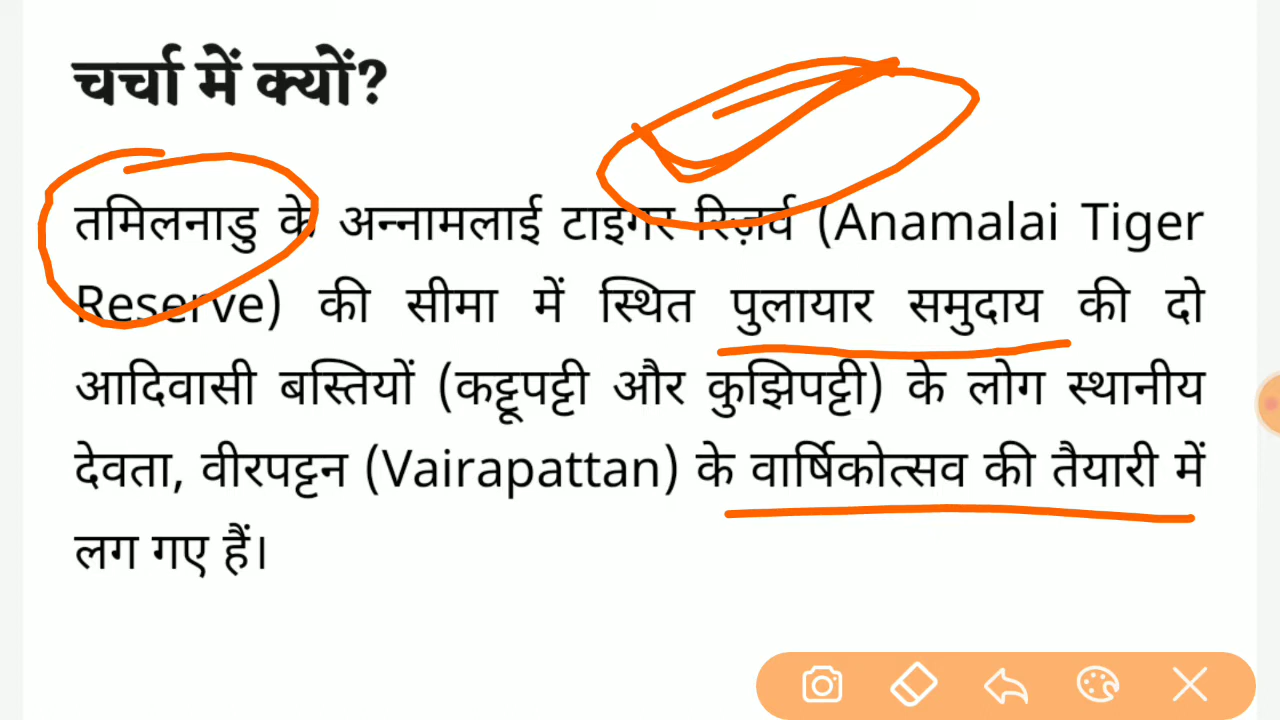 चर्चा में क्यों?
तमिलनाडु के अन्नामलाई टाइगर रिज़र्व (Anamalai Tiger
Reserve) की सीमा में स्थित पुलायार समुदाय की दो
आदिवासी बस्तियों (कट्टूपट्टी और कुझिपट्टी) के लोग स्थानीय
देवता, वीरपट्टन (Vairapattan) के वार्षिकोत्सव की तैयारी में
लग गए हैं।